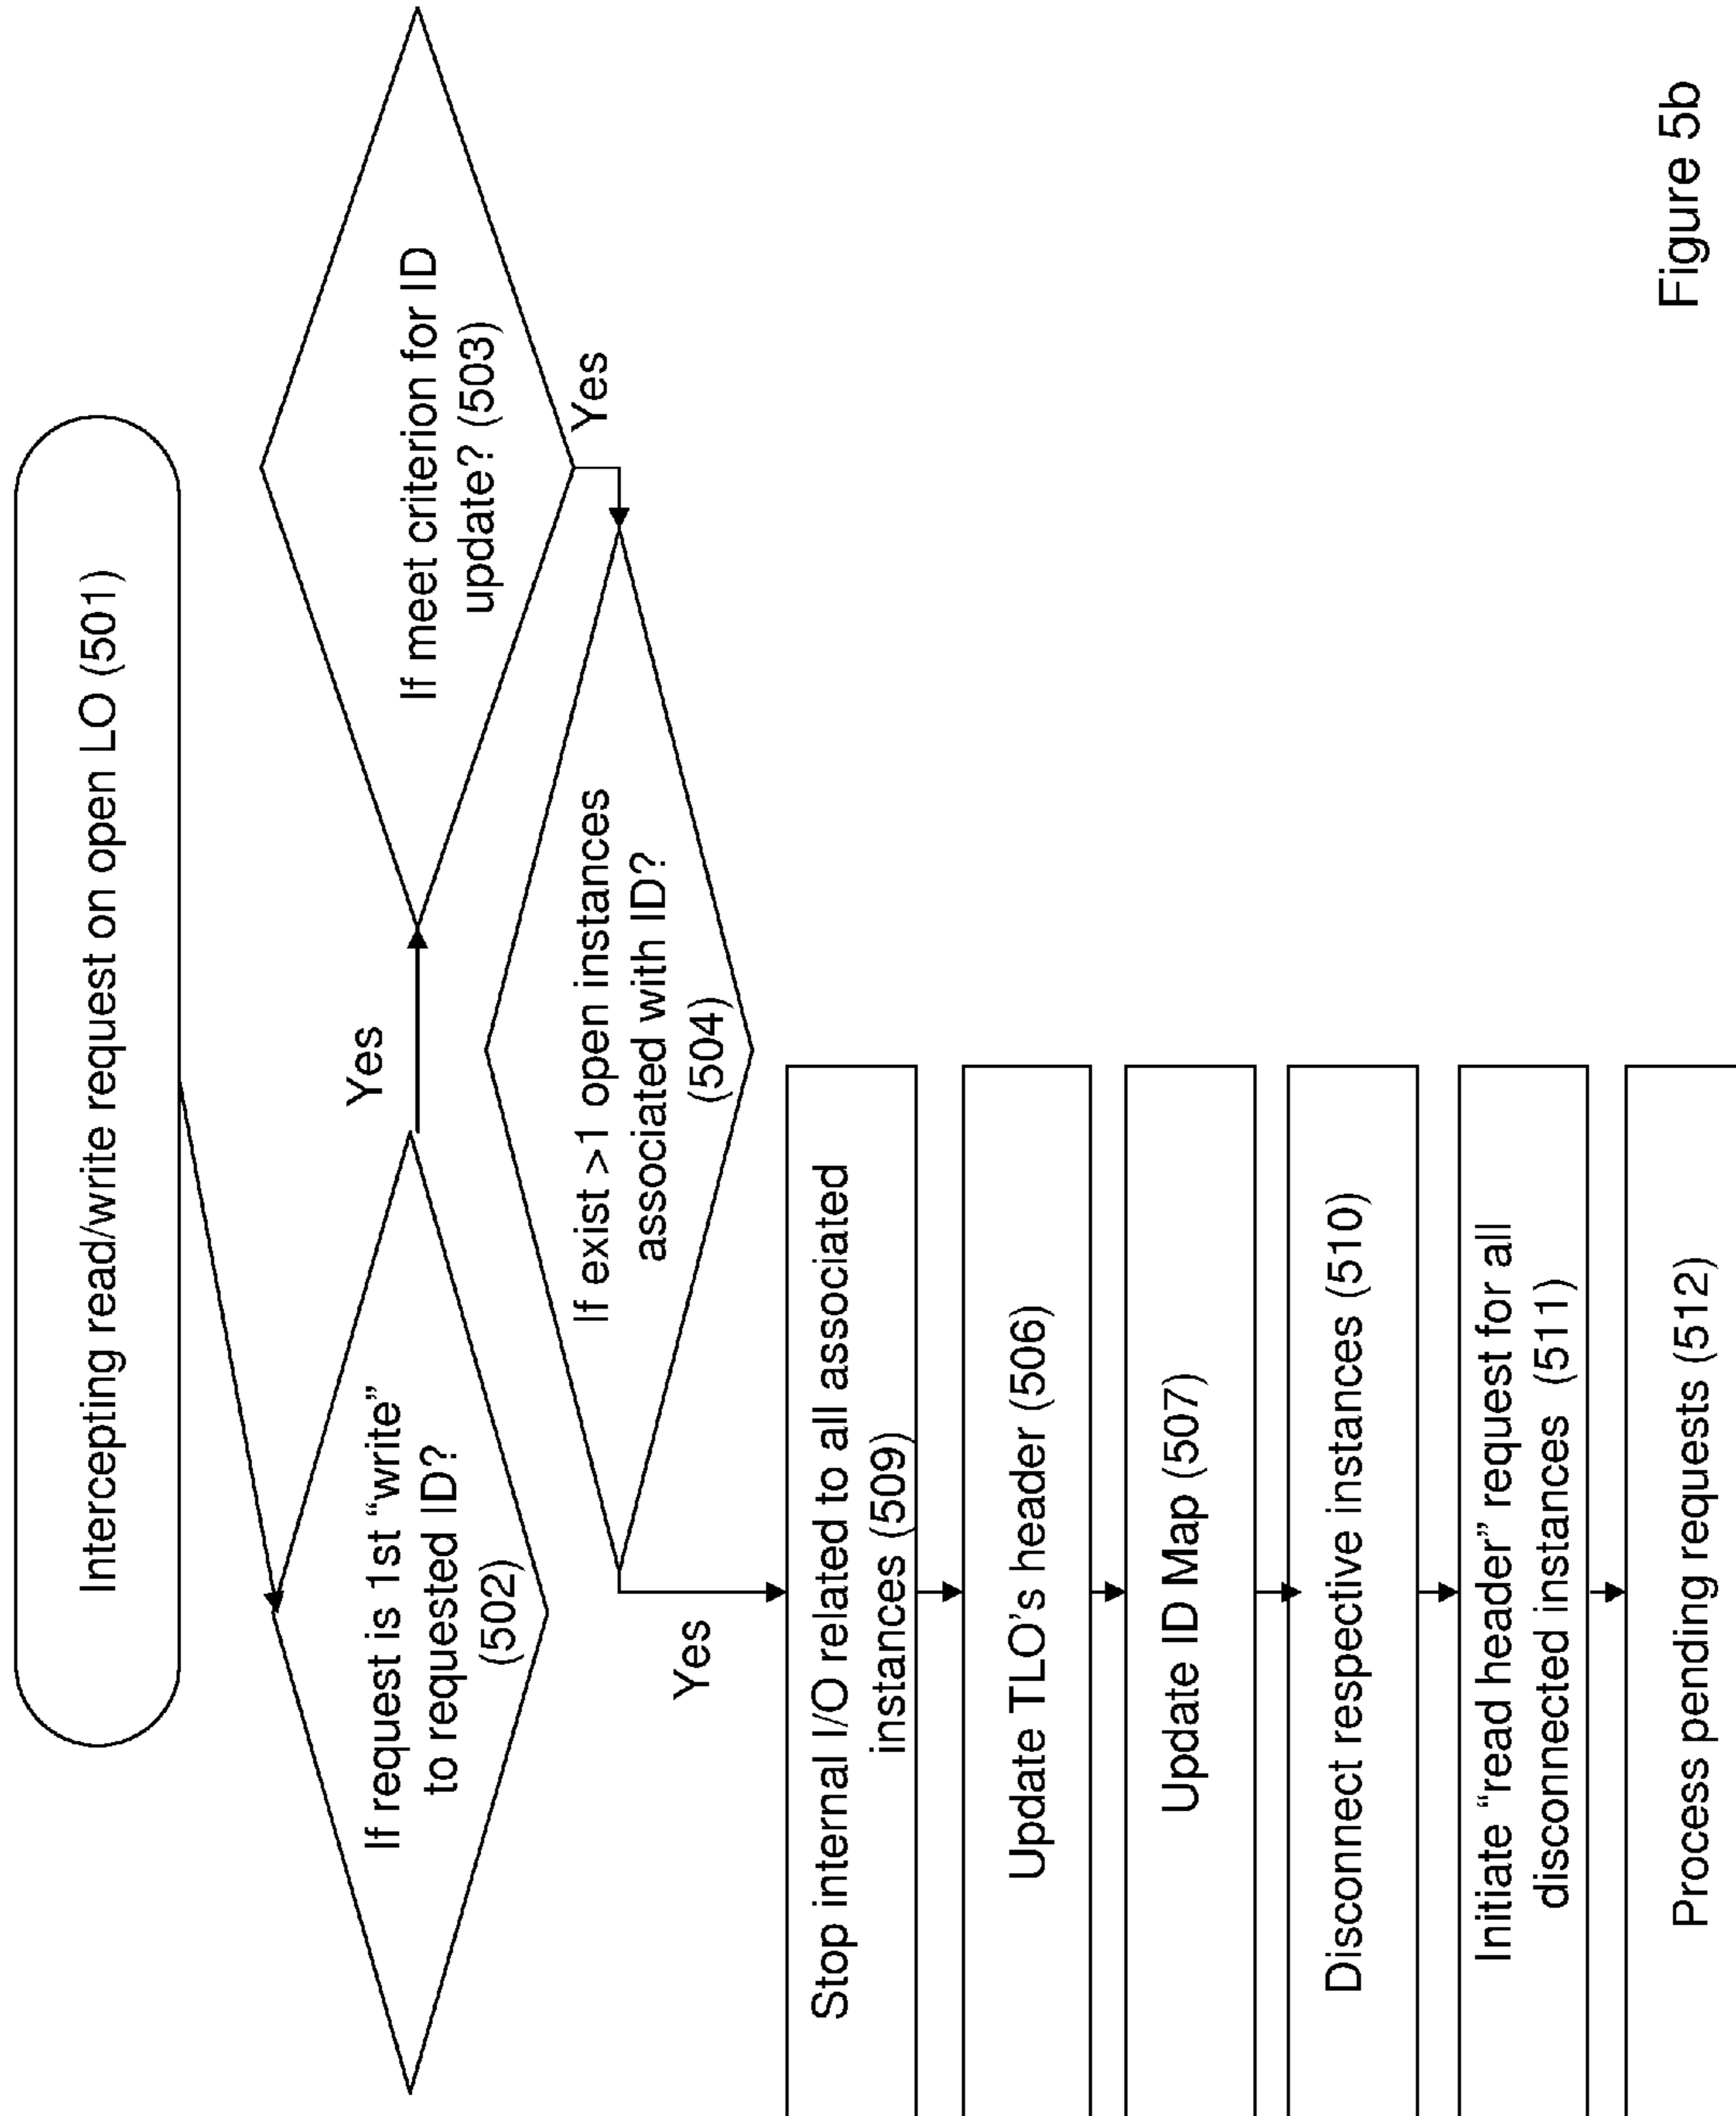 Intercepting read/write request on open LO (501)
If request is 1st “write”
to requested ID?
(502)
Yes
If meet criterion for ID
update? (503)
Yes
If exist >1 open instances
associated with ID?
(504)
Yes
Stop internal I/O related to all associated
instances (509)
Update TLO’s header (506)
Update ID Map (507)
Disconnect respective instances (510)
Initiate “read header” request for all
disconnected instances (511)
Process pending requests (512)
Figure 5b